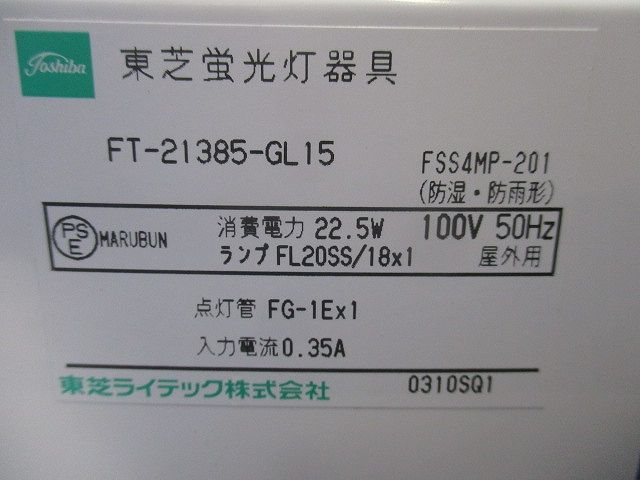 Toshiba
東芝蛍光灯器具
FT-21385-GL15
FSS4MP-201
(防湿・防雨形)
PSE MARUBUN
消費電力 22.5W 100V 50Hz
ランプ FL20SS/18x1 屋外用
点灯管 FG-1Ex1
入力電流0.35A
東芝ライテック株式会社
0310SQ1